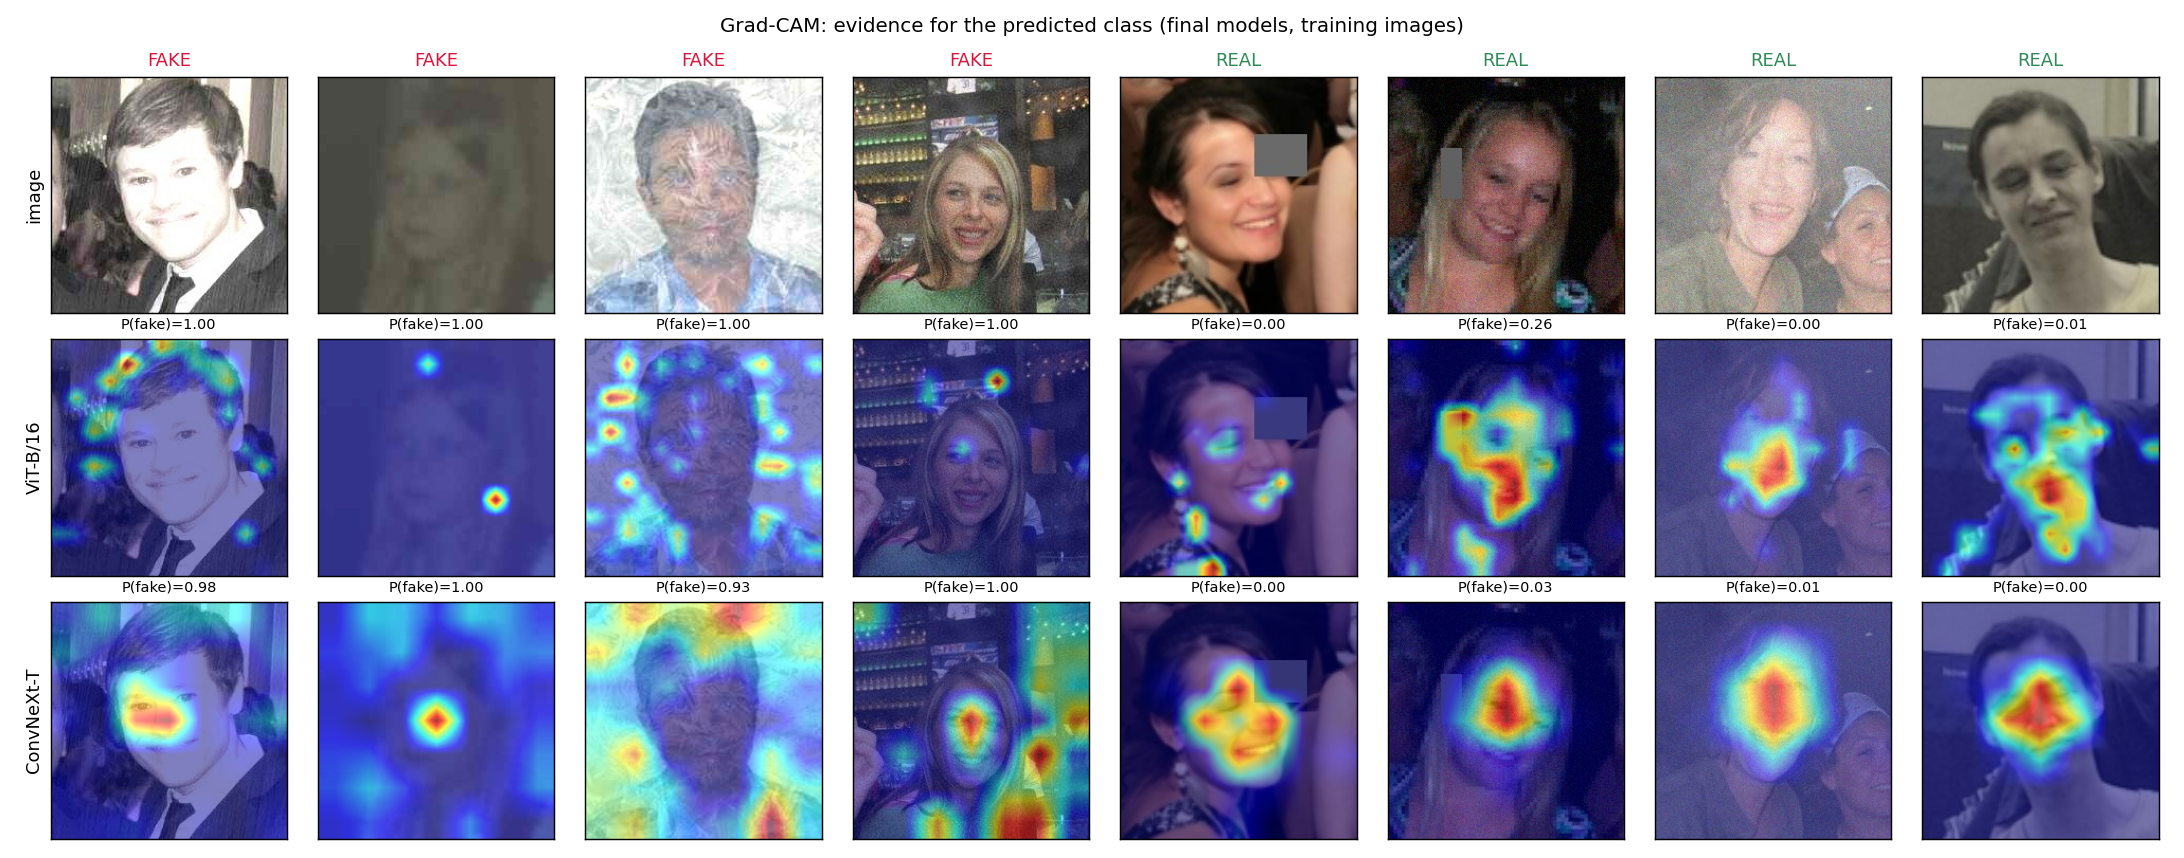 Grad-CAM: evidence for the predicted class (final models, training images)
FAKE FAKE FAKE FAKE REAL REAL REAL REAL
image
P(fake)=1.00 P(fake)=1.00 P(fake)=1.00 P(fake)=1.00 P(fake)=0.00 P(fake)=0.26 P(fake)=0.00 P(fake)=0.01
ViT-B/16
P(fake)=0.98 P(fake)=1.00 P(fake)=0.93 P(fake)=1.00 P(fake)=0.00 P(fake)=0.03 P(fake)=0.01 P(fake)=0.00
ConvNeXt-T